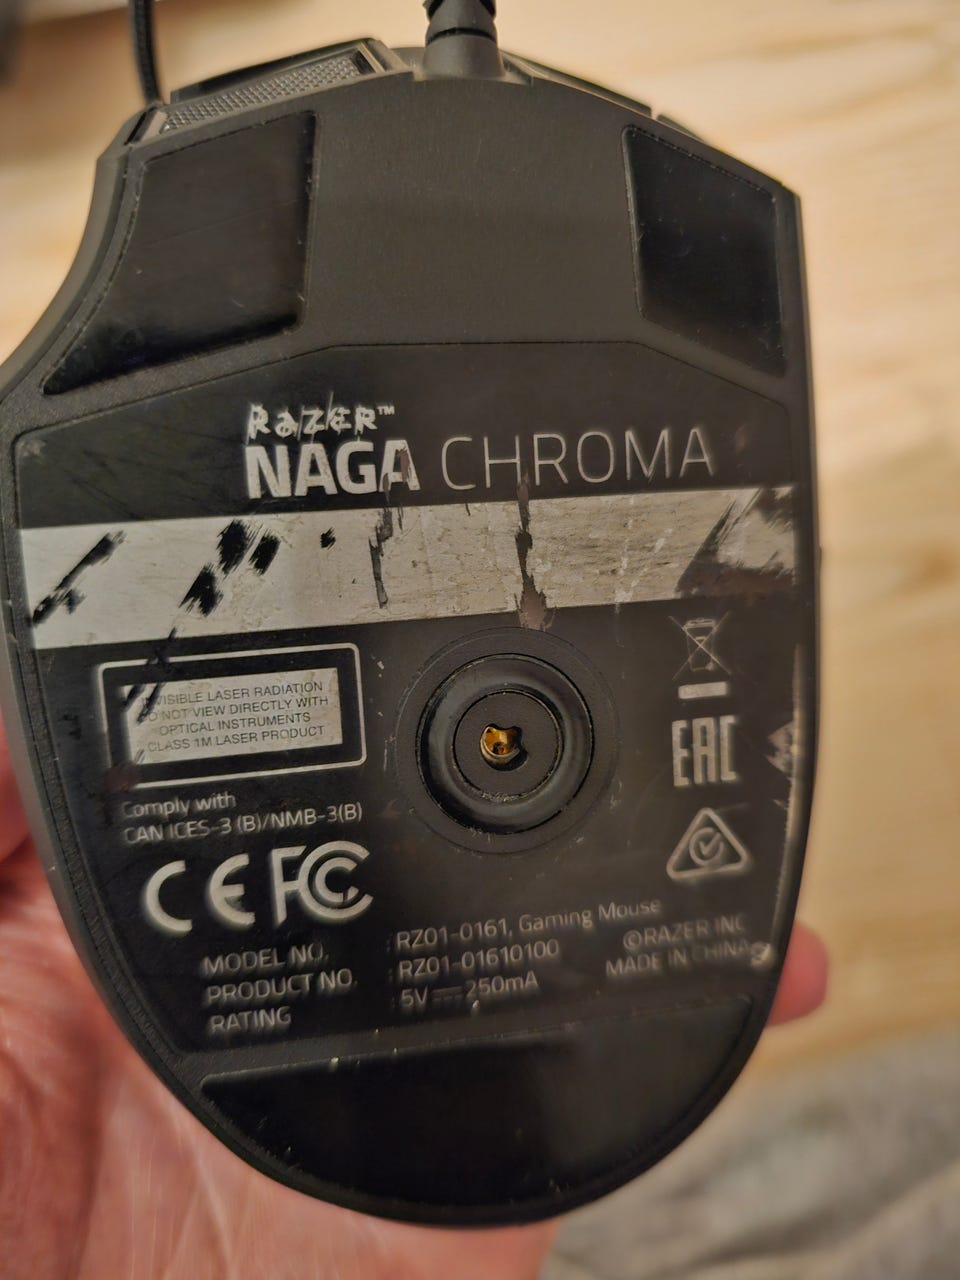 RAZER™
NAGA CHROMA
INVISIBLE LASER RADIATION
DO NOT VIEW DIRECTLY WITH
OPTICAL INSTRUMENTS
CLASS 1M LASER PRODUCT
Comply with
CAN ICES-3 (B)/NMB-3(B)
CE FCC
EAC
MODEL NO. : RZ01-0161, Gaming Mouse
PRODUCT NO. : RZ01-01610100
RATING : 5V ⎓ 250mA
©RAZER INC
MADE IN CHINA